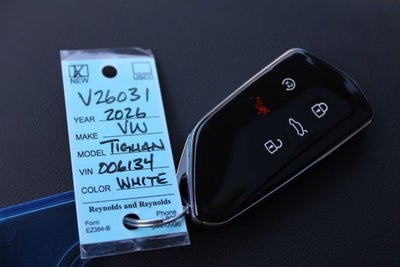 NEW USED
V26031
YEAR 2026
MAKE VW
MODEL TIGUAN
VIN 006134
COLOR WHITE
Reynolds and Reynolds
Form Phone
EZ384-B